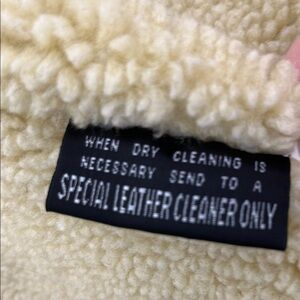 WHEN DRY CLEANING IS
NECESSARY SEND TO A
SPECIAL LEATHER CLEANER ONLY